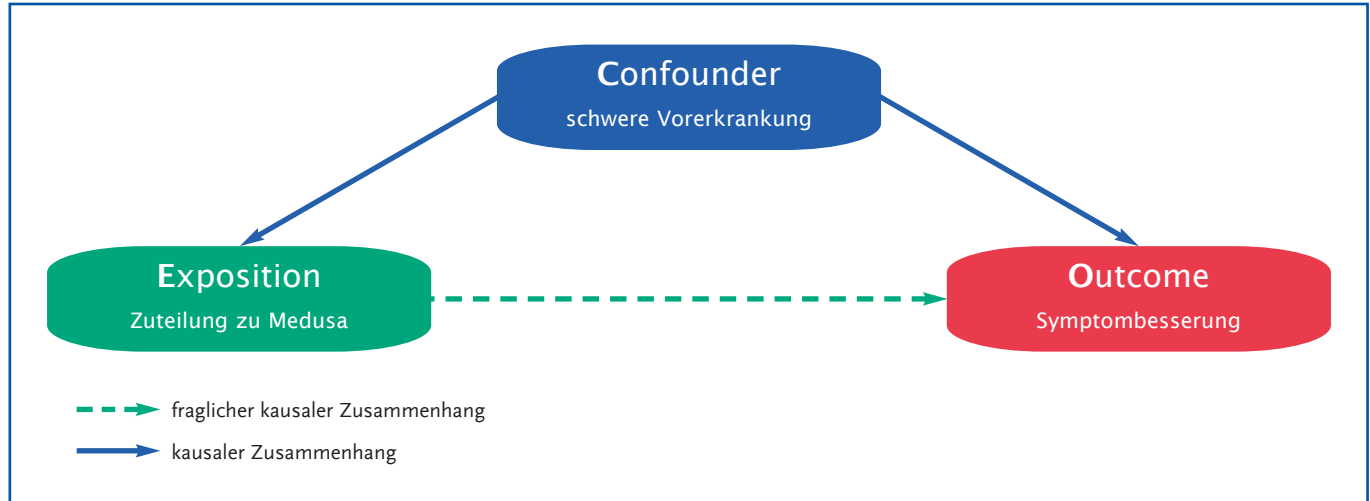 Confounder
schwere Vorerkrankung
Exposition
Zuteilung zu Medusa
Outcome
Symptombesserung
fraglicher kausaler Zusammenhang
kausaler Zusammenhang